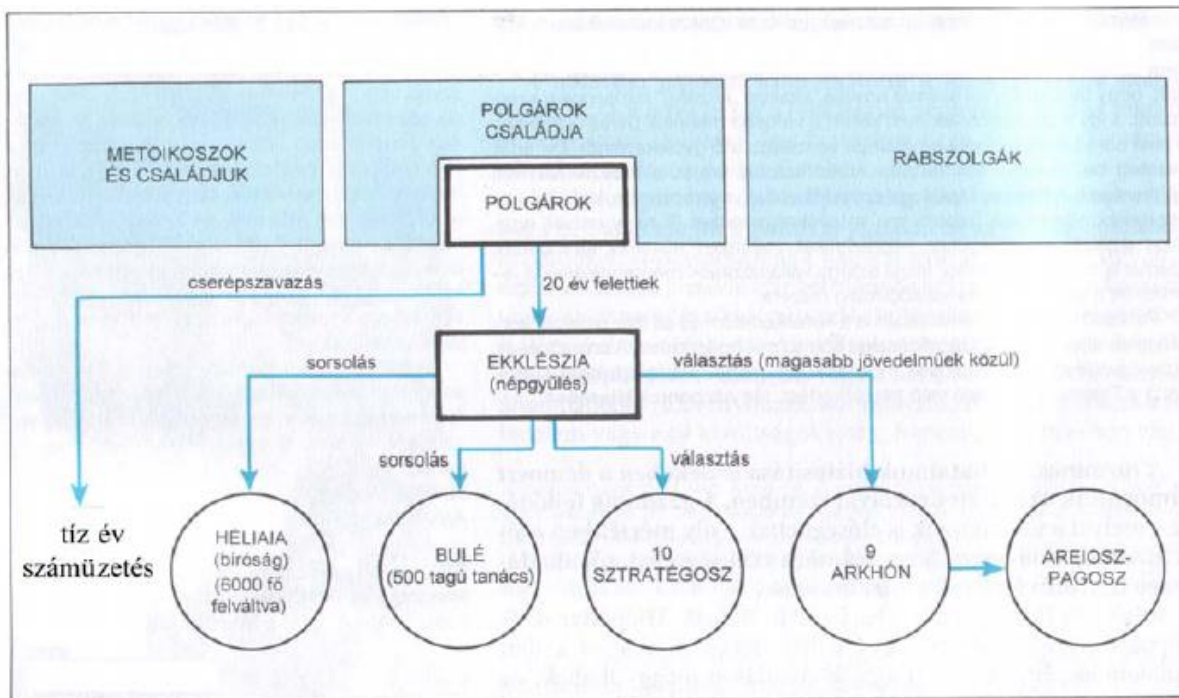 METOIKOSZOK
ÉS CSALÁDJUK
POLGÁROK
CSALÁDJA
POLGÁROK
RABSZOLGÁK
cserépszavazás
20 év felettiek
sorsolás
EKKLÉSZIA
(népgyűlés)
választás (magasabb jövedelműek közül)
sorsolás
választás
tíz év
száműzetés
HÉLIAIA
(bíróság)
(6000 fő
felváltva)
BULÉ
(500 tagú tanács)
10
SZTRATÉGOSZ
9
ARKHÓN
AREIOSZ-
PAGOSZ